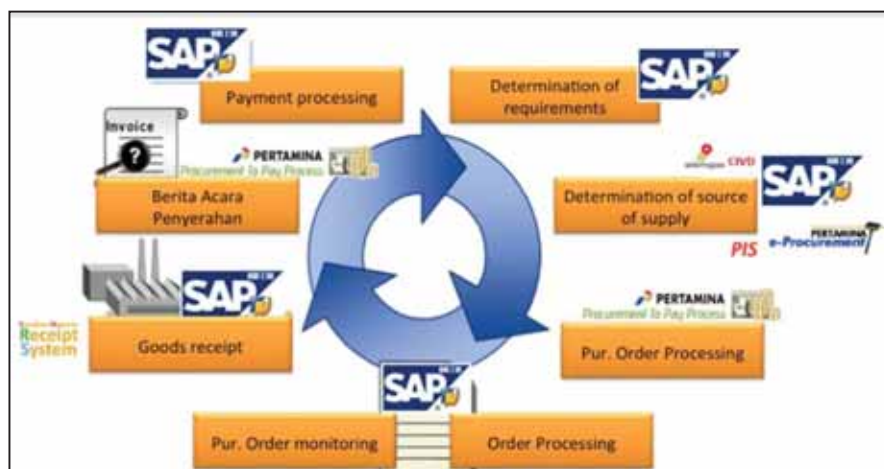 SAP
Payment processing
Invoice
?
PERTAMINA
Procurement To Pay Process
Berita Acara
Penyerahan
SAP
Receipt
System
Goods receipt
Pur. Order monitoring
SAP
Order Processing
PERTAMINA
Procurement To Pay Process
Pur. Order Processing
SAP
Determination of
requirements
CIVD
SAP
Determination of source
of supply
PIS
PERTAMINA
e-Procurement